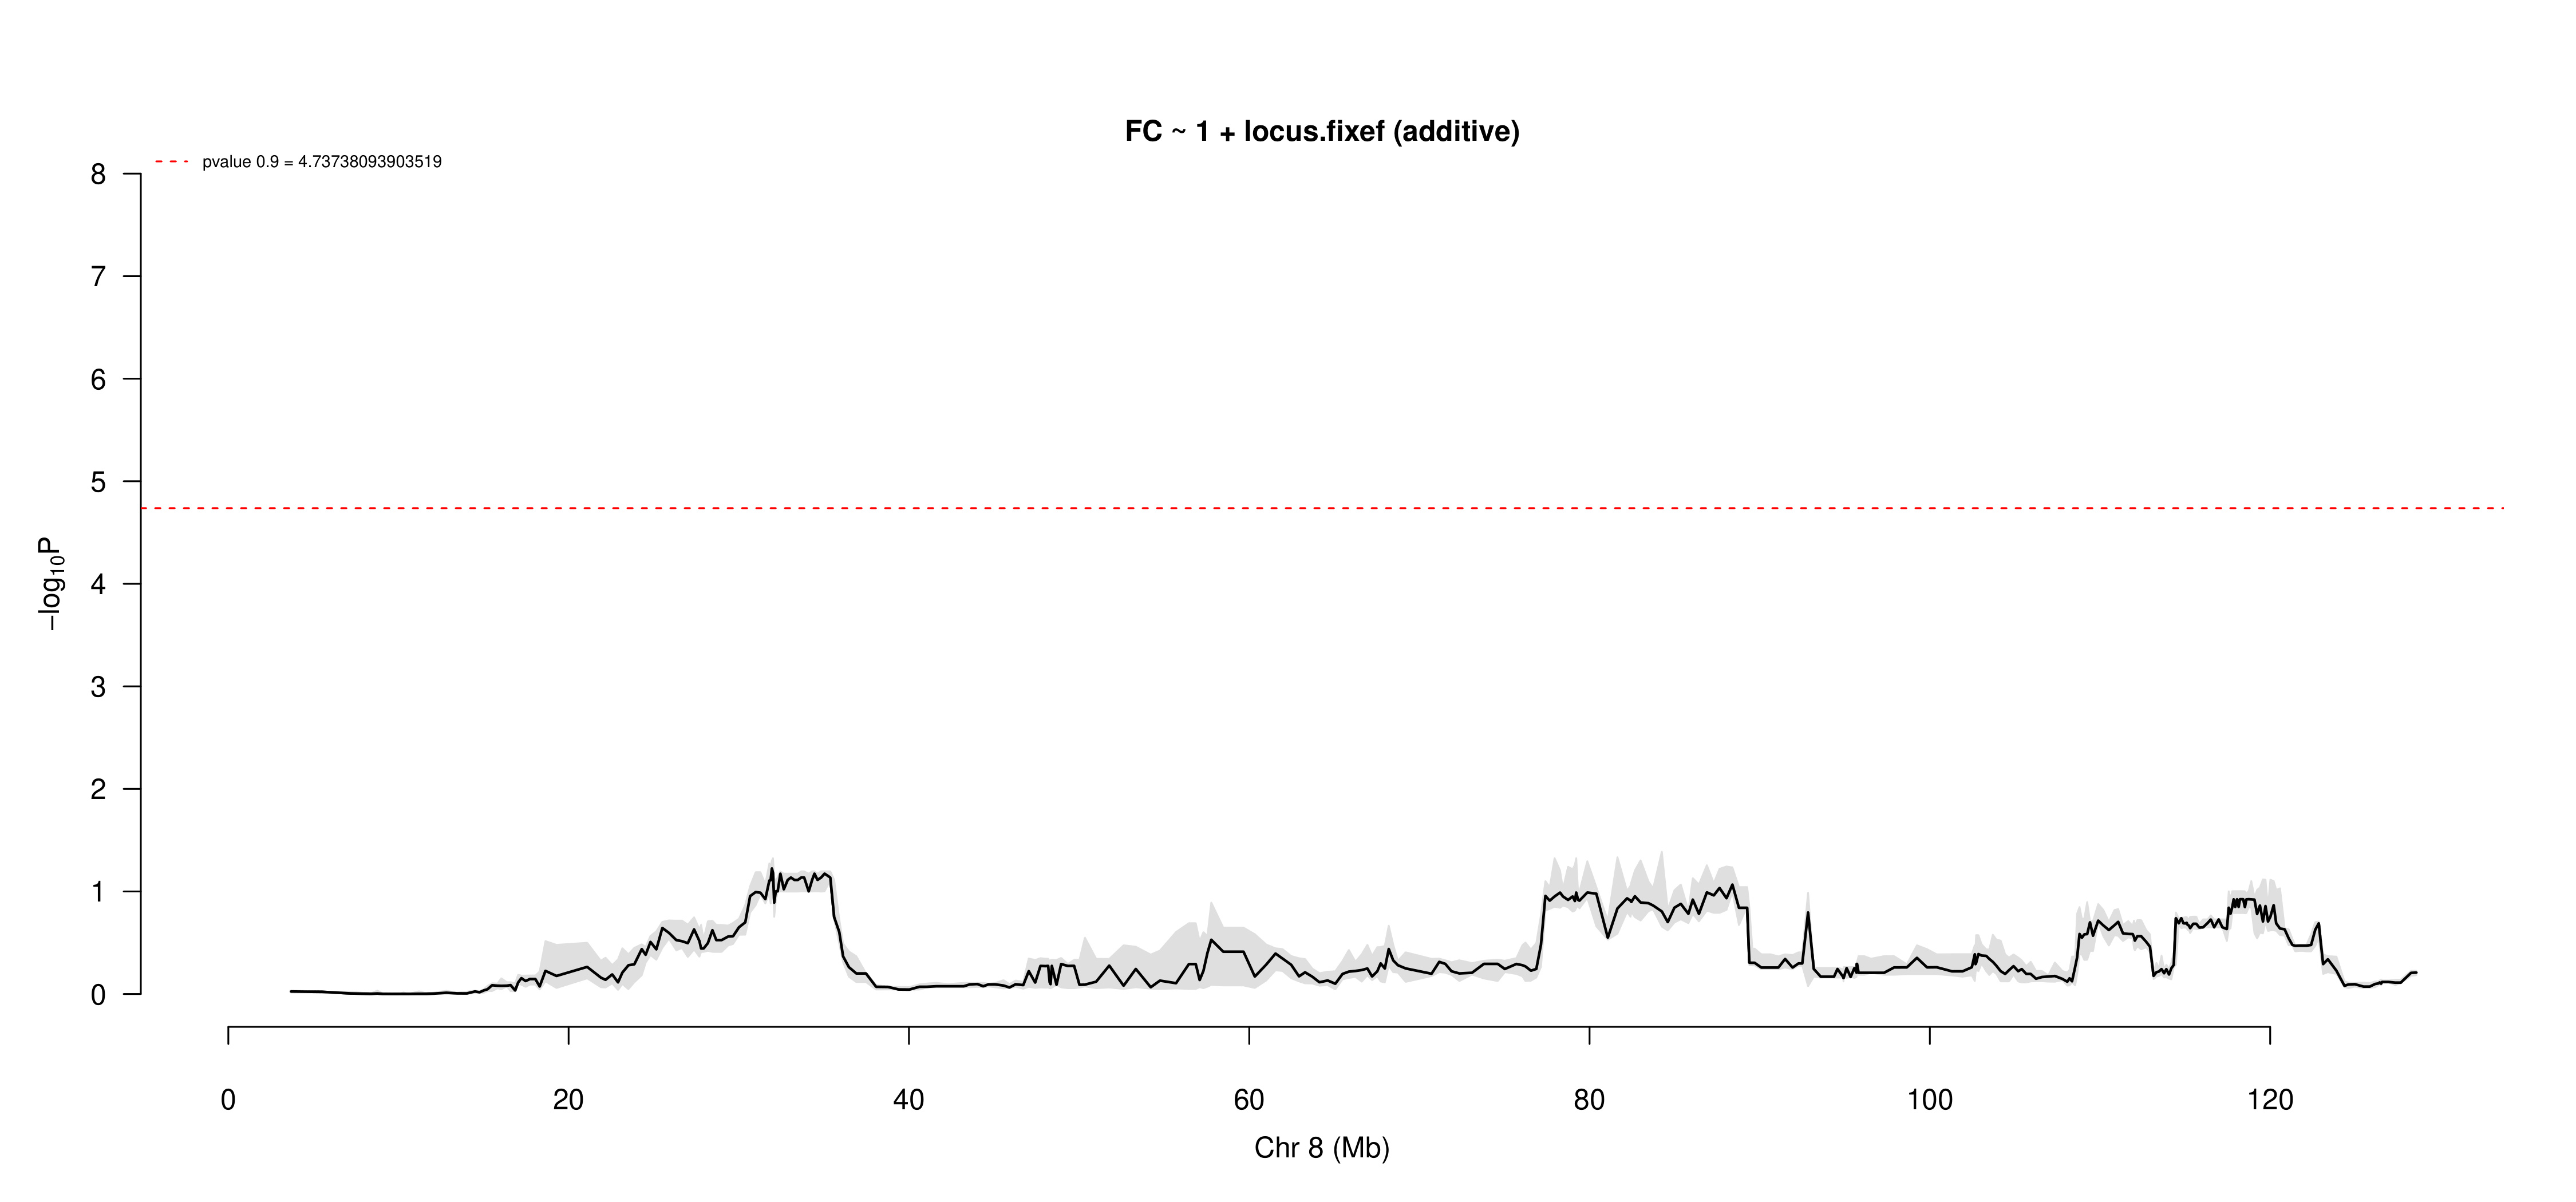 FC ~ 1 + locus.fixef (additive)
pvalue 0.9 = 4.73738093903519
8
7
6
5
4
3
2
1
0
−log10P
0 20 40 60 80 100 120
Chr 8 (Mb)